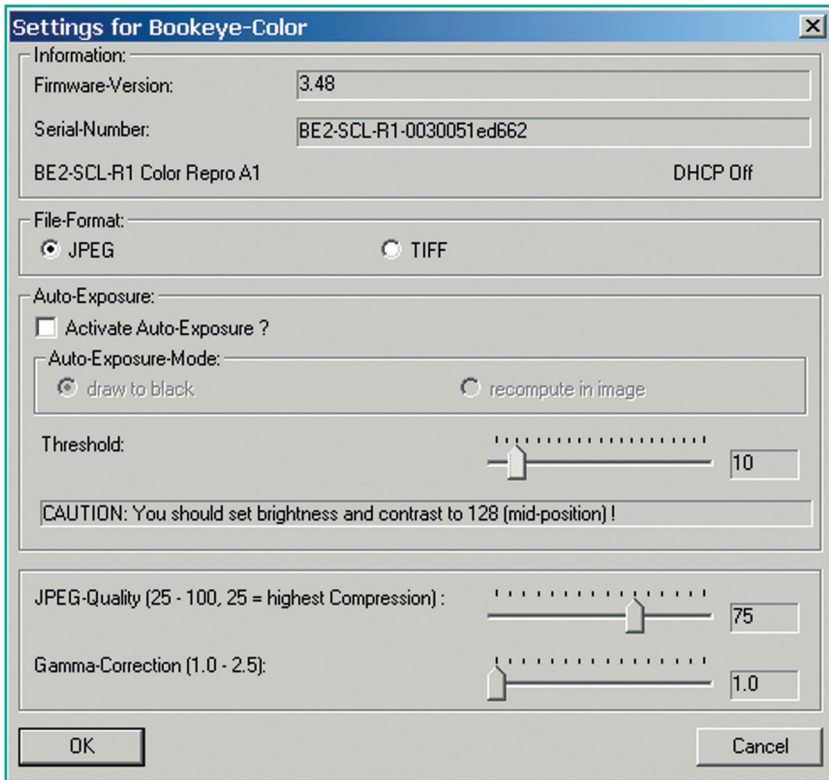 Settings for Bookeye-Color
Information:
Firmware-Version: 3.48
Serial-Number: BE2-SCL-R1-0030051ed662
BE2-SCL-R1 Color Repro A1 DHCP Off
File-Format:
JPEG TIFF
Auto-Exposure:
Activate Auto-Exposure ?
Auto-Exposure-Mode:
draw to black recompute in image
Threshold: 10
CAUTION: You should set brightness and contrast to 128 (mid-position) !
JPEG-Quality (25 - 100, 25 = highest Compression) : 75
Gamma-Correction (1.0 - 2.5): 1.0
OK Cancel